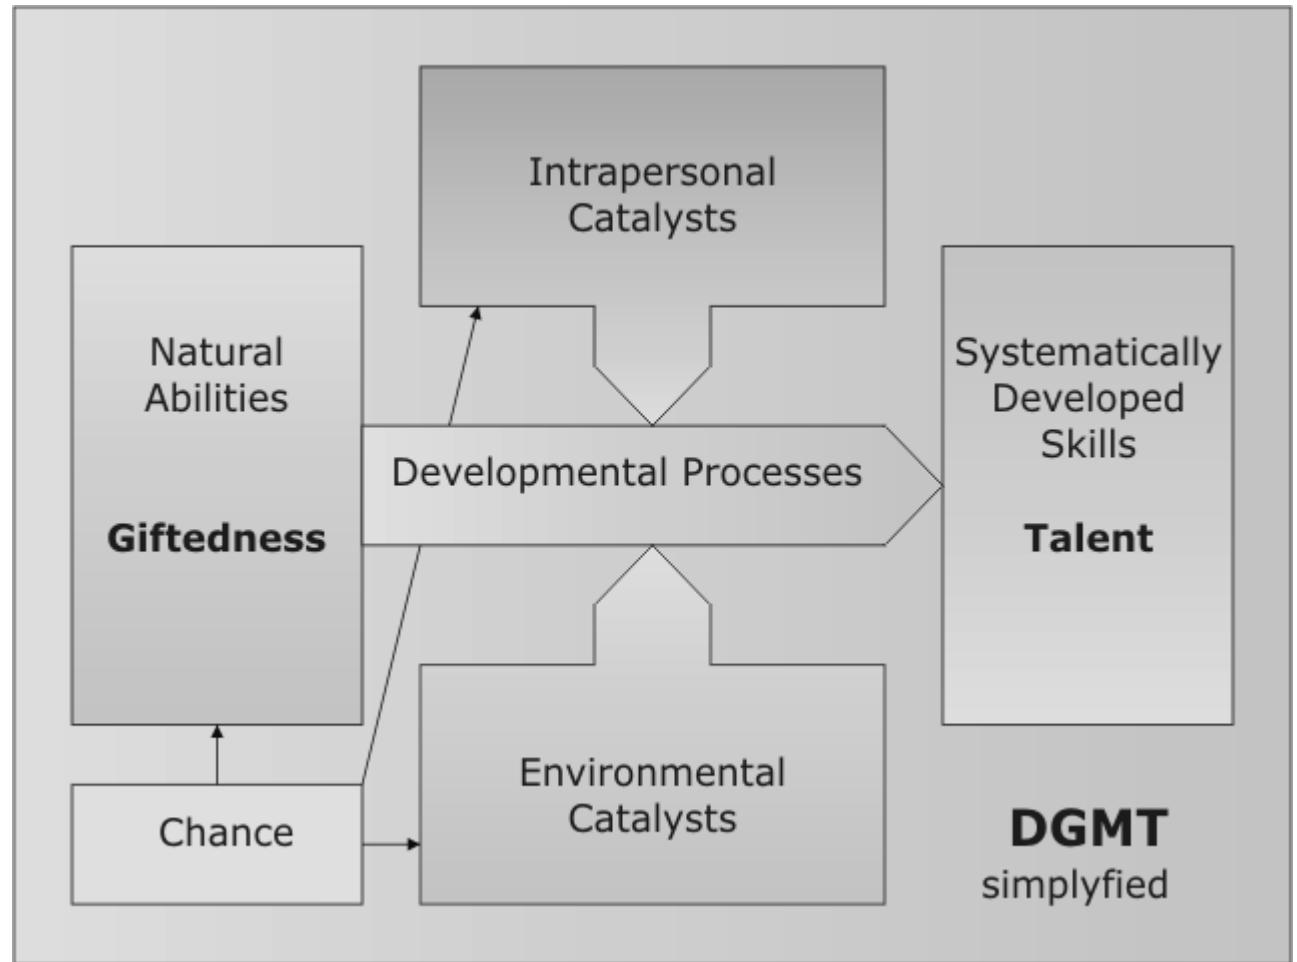 Intrapersonal
Catalysts
Natural
Abilities
Giftedness
Developmental Processes
Systematically
Developed
Skills
Talent
Chance
Environmental
Catalysts
DGMT
simplyfied